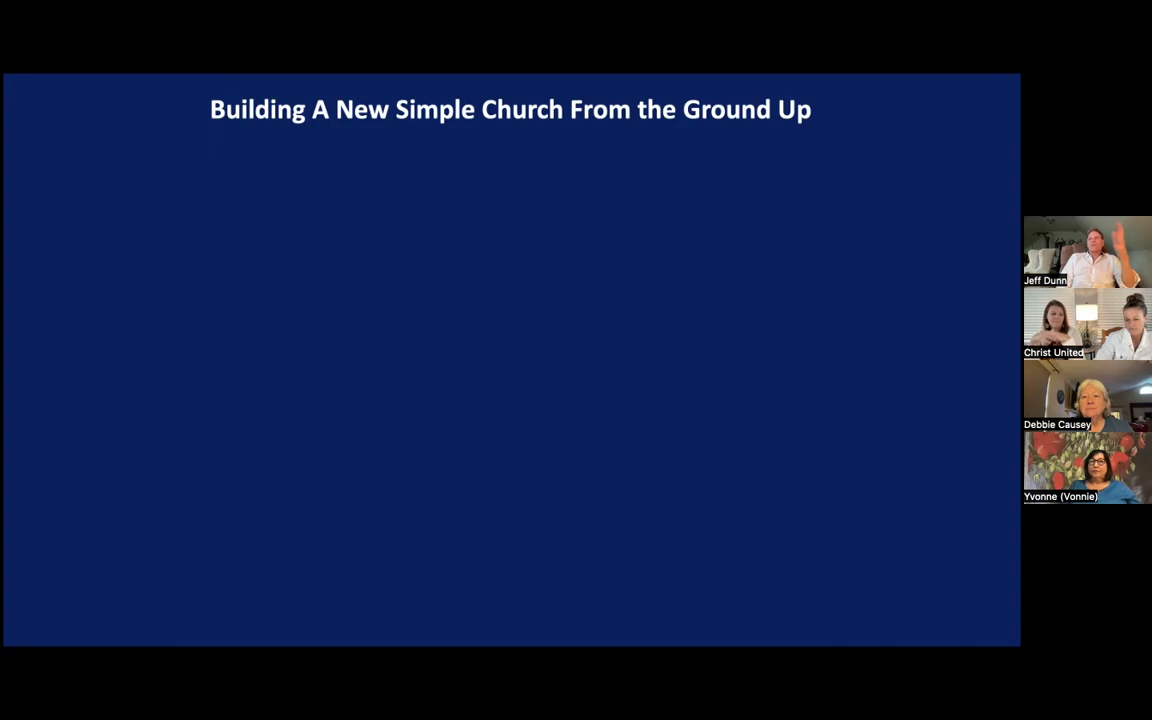 Building A New Simple Church From the Ground Up
Jeff Dunn
Christ United
Debbie Causey
Yvonne (Vonnie)